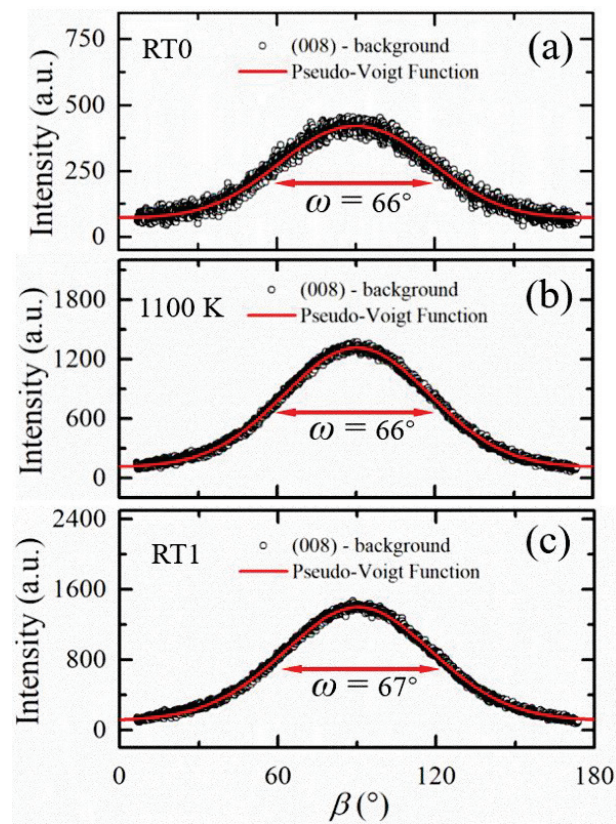 RT0
(008) - background
(a)
Pseudo-Voigt Function
Intensity (a.u.)
750
500
250
0
ω = 66°
1100 K
(008) - background
(b)
Pseudo-Voigt Function
Intensity (a.u.)
1800
1200
600
0
ω = 66°
RT1
(008) - background
(c)
Pseudo-Voigt Function
Intensity (a.u.)
2400
1600
800
0
ω = 67°
0 60 120 180
β (°)